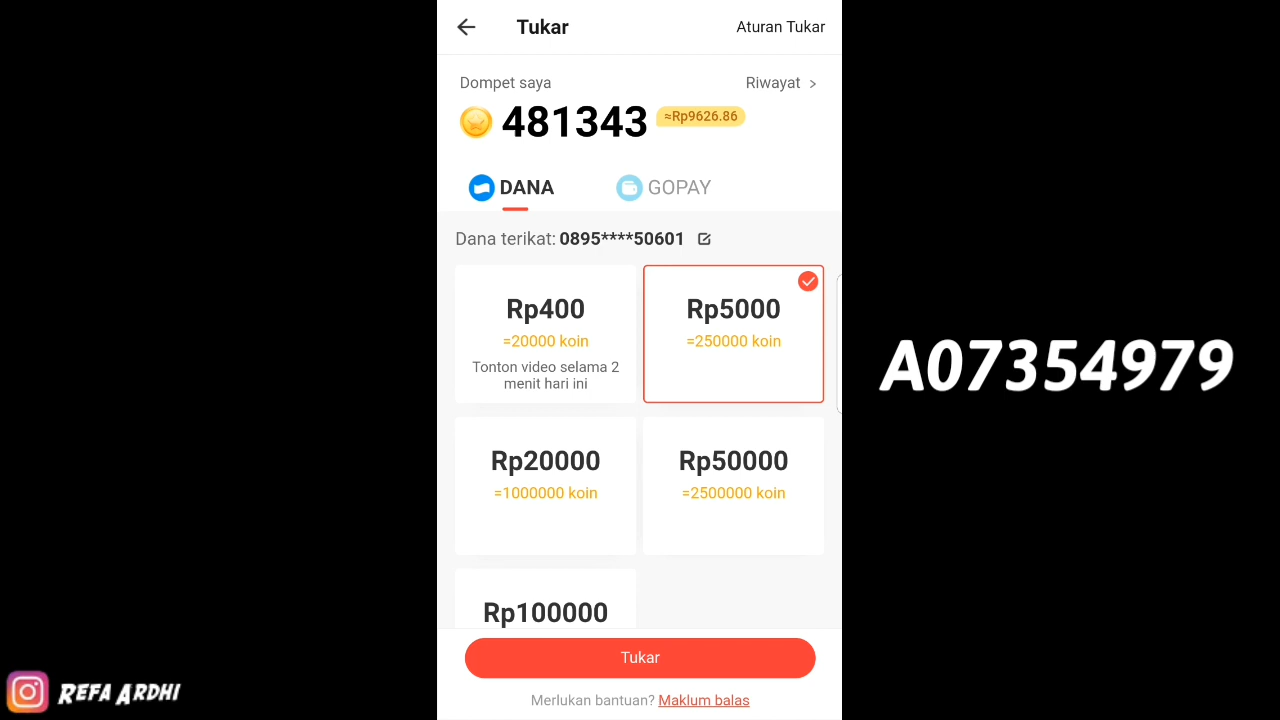 Tukar
Aturan Tukar
Dompet saya
Riwayat >
481343
≈Rp9626.86
DANA
GOPAY
Dana terikat: 0895****50601
Rp400
=20000 koin
Tonton video selama 2
menit hari ini
Rp5000
=250000 koin
Rp20000
=1000000 koin
Rp50000
=2500000 koin
Rp100000
Tukar
Merlukan bantuan? Maklum balas
A07354979
REFA ARDHI